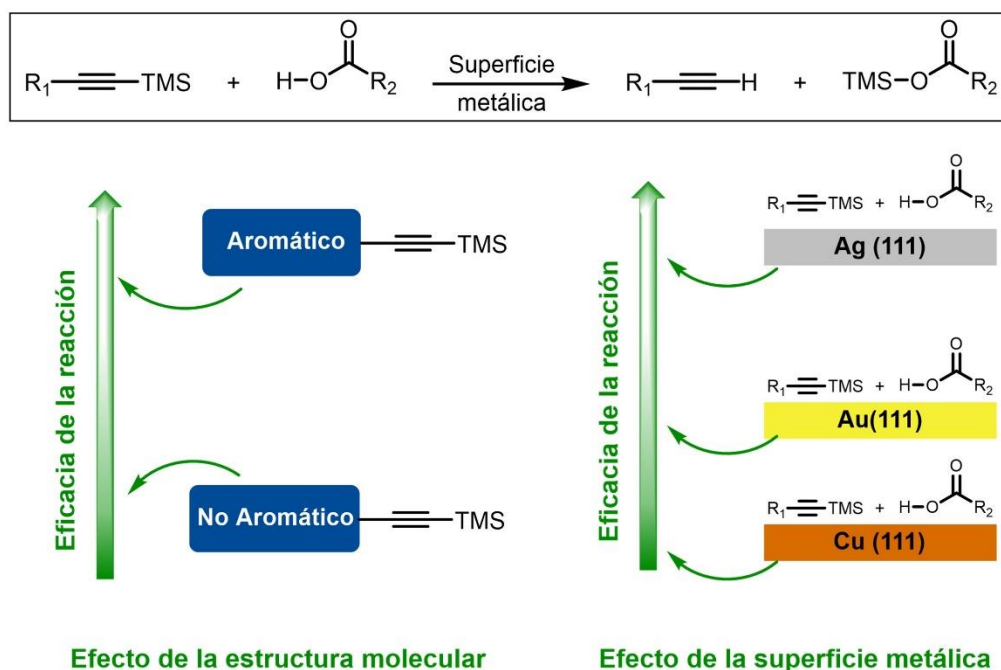 O O
R₁ TMS + H-O R₂ Superficie metálica R₁ H + TMS-O R₂
Eficacia de la reacción
Aromático TMS
No Aromático TMS
Efecto de la estructura molecular
Eficacia de la reacción
O
R₁ TMS + H-O R₂
Ag (111)
O
R₁ TMS + H-O R₂
Au(111)
O
R₁ TMS + H-O R₂
Cu (111)
Efecto de la superficie metálica